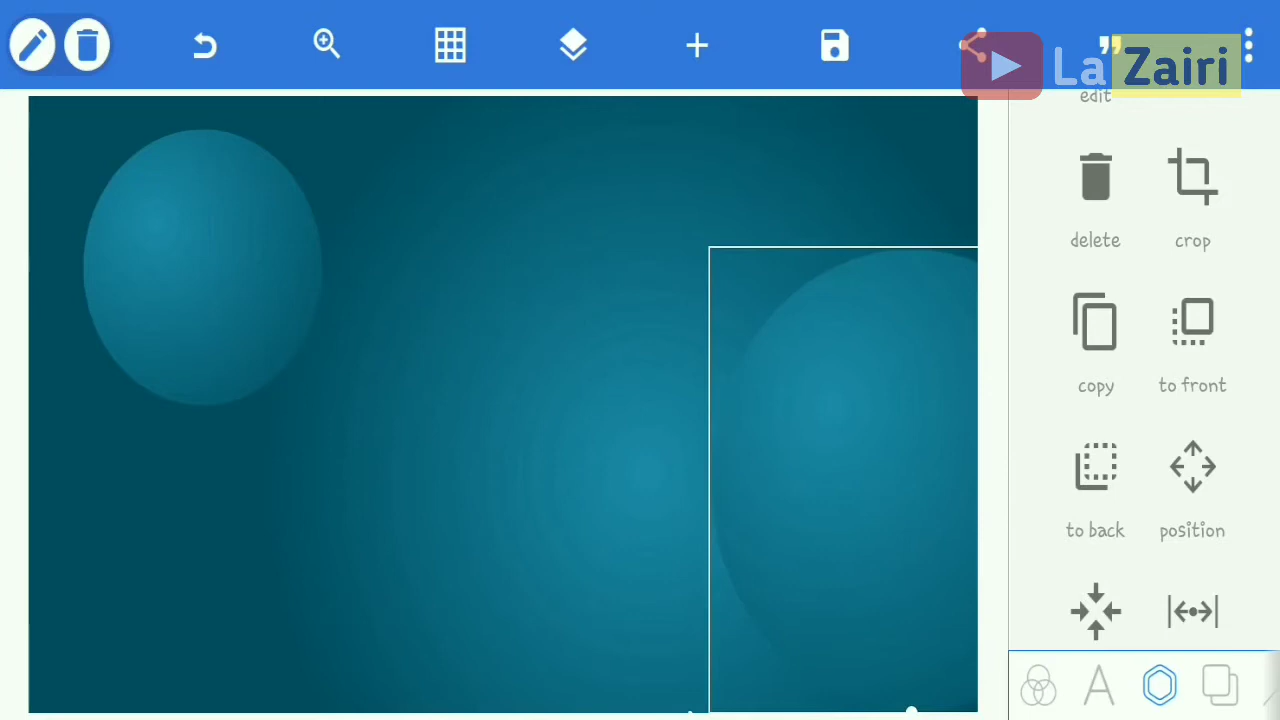 La Zairi
edit
delete
crop
copy
to front
to back
position